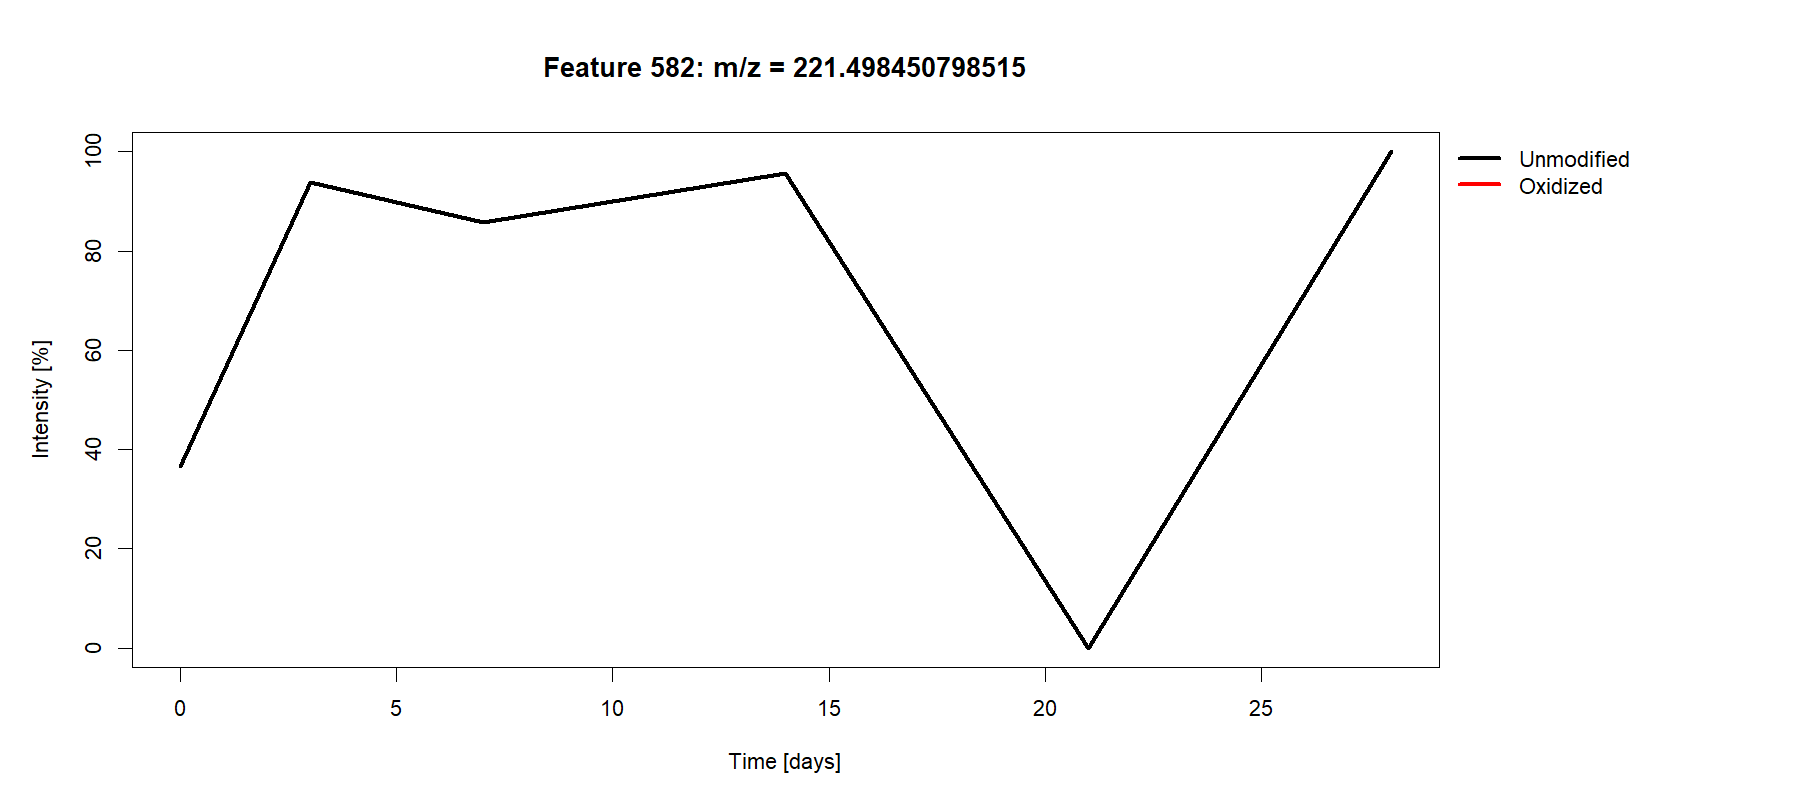 Feature 582: m/z = 221.498450798515
Unmodified
Oxidized
Intensity [%]
100
80
60
40
20
0
0 5 10 15 20 25
Time [days]